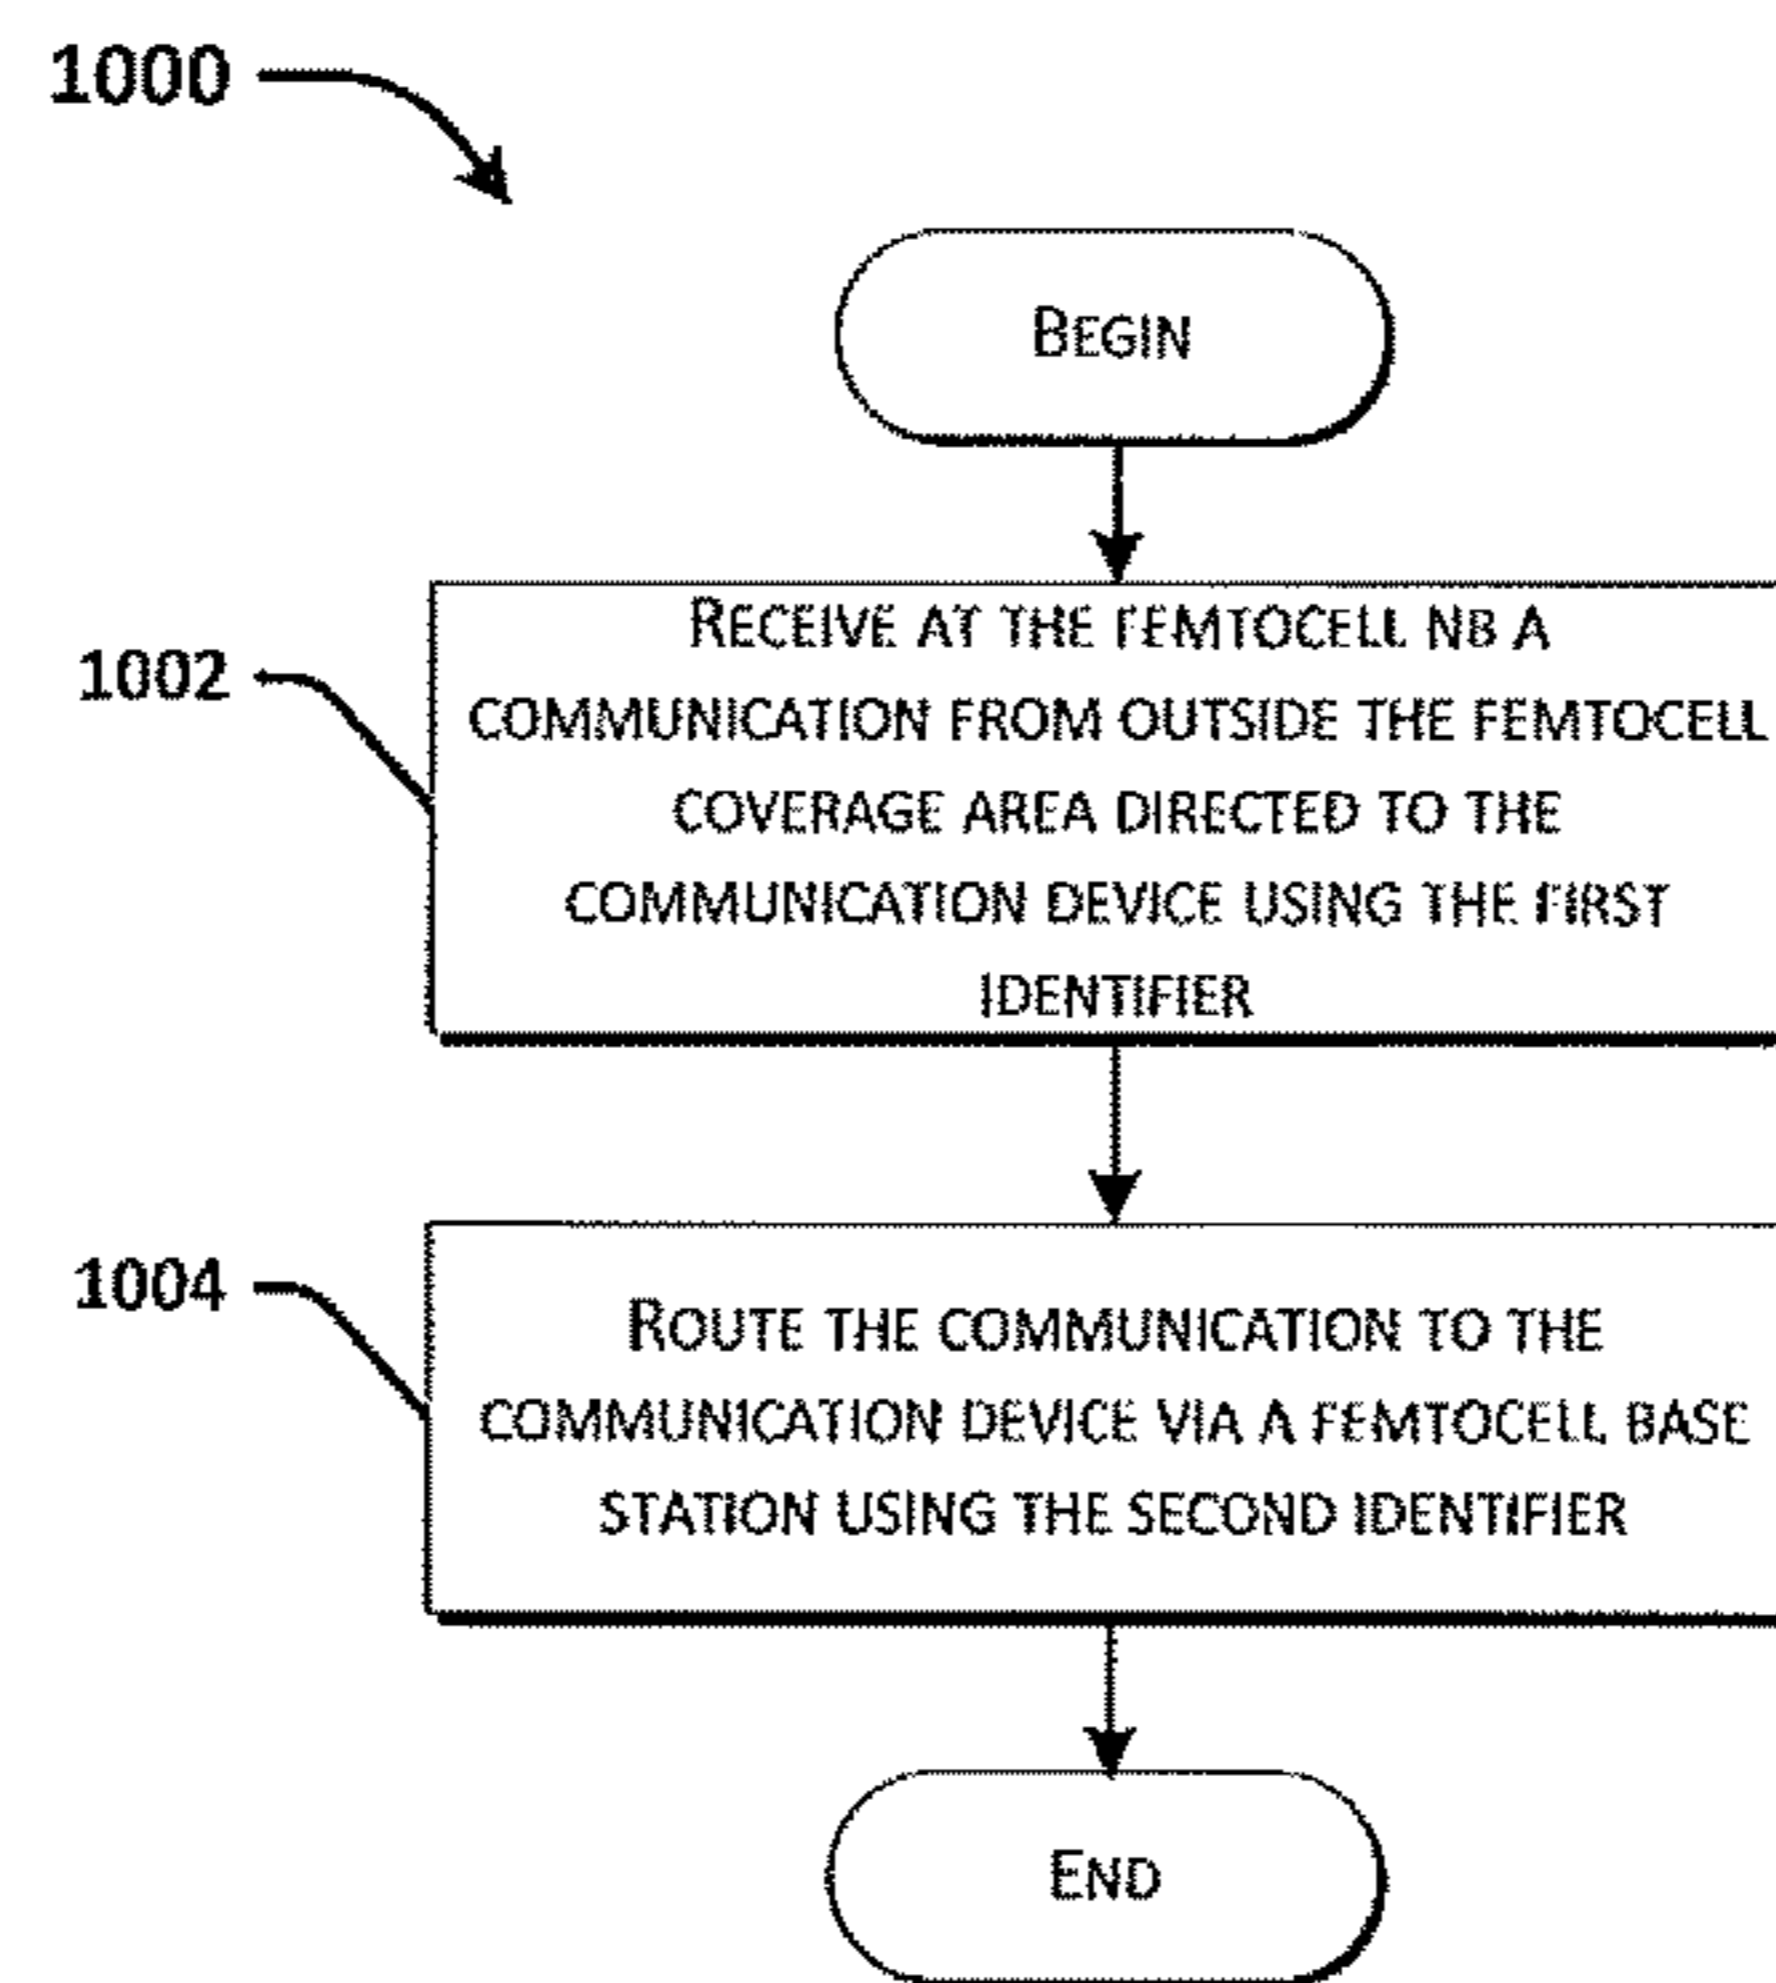 1000
BEGIN
RECEIVE AT THE FEMTOCELL NB A
1002
COMMUNICATION FROM OUTSIDE THE FEMTOCELL
COVERAGE AREA DIRECTED TO THE
COMMUNICATION DEVICE USING THE FIRST
IDENTIFIER
1004
ROUTE THE COMMUNICATION TO THE
COMMUNICATION DEVICE VIA A FEMTOCELL BASE
STATION USING THE SECOND IDENTIFIER
END